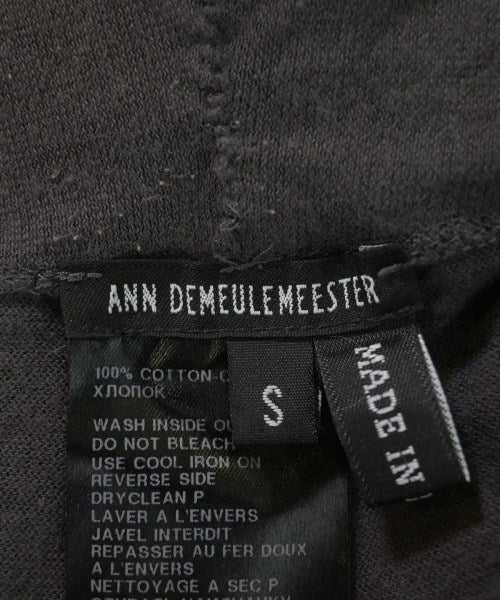 ANN DEMEULEMEESTER
S
MADE IN
100% COTTON-C
ХЛОПОК
WASH INSIDE OU
DO NOT BLEACH
USE COOL IRON ON
REVERSE SIDE
DRYCLEAN P
LAVER A L'ENVERS
JAVEL INTERDIT
REPASSER AU FER DOUX
A L'ENVERS
NETTOYAGE A SEC P